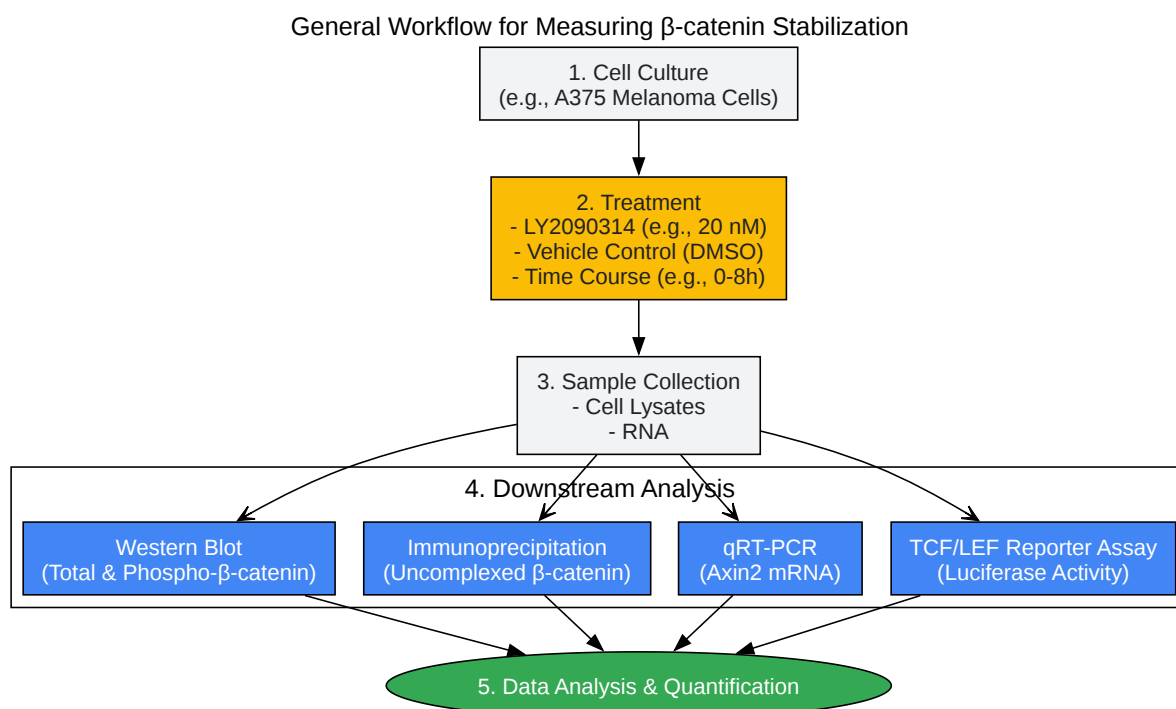 General Workflow for Measuring β-catenin Stabilization
1. Cell Culture
(e.g., A375 Melanoma Cells)
2. Treatment
- LY2090314 (e.g., 20 nM)
- Vehicle Control (DMSO)
- Time Course (e.g., 0-8h)
3. Sample Collection
- Cell Lysates
- RNA
4. Downstream Analysis
Western Blot
(Total & Phospho-β-catenin)
Immunoprecipitation
(Uncomplexed β-catenin)
qRT-PCR
(Axin2 mRNA)
TCF/LEF Reporter Assay
(Luciferase Activity)
5. Data Analysis & Quantification